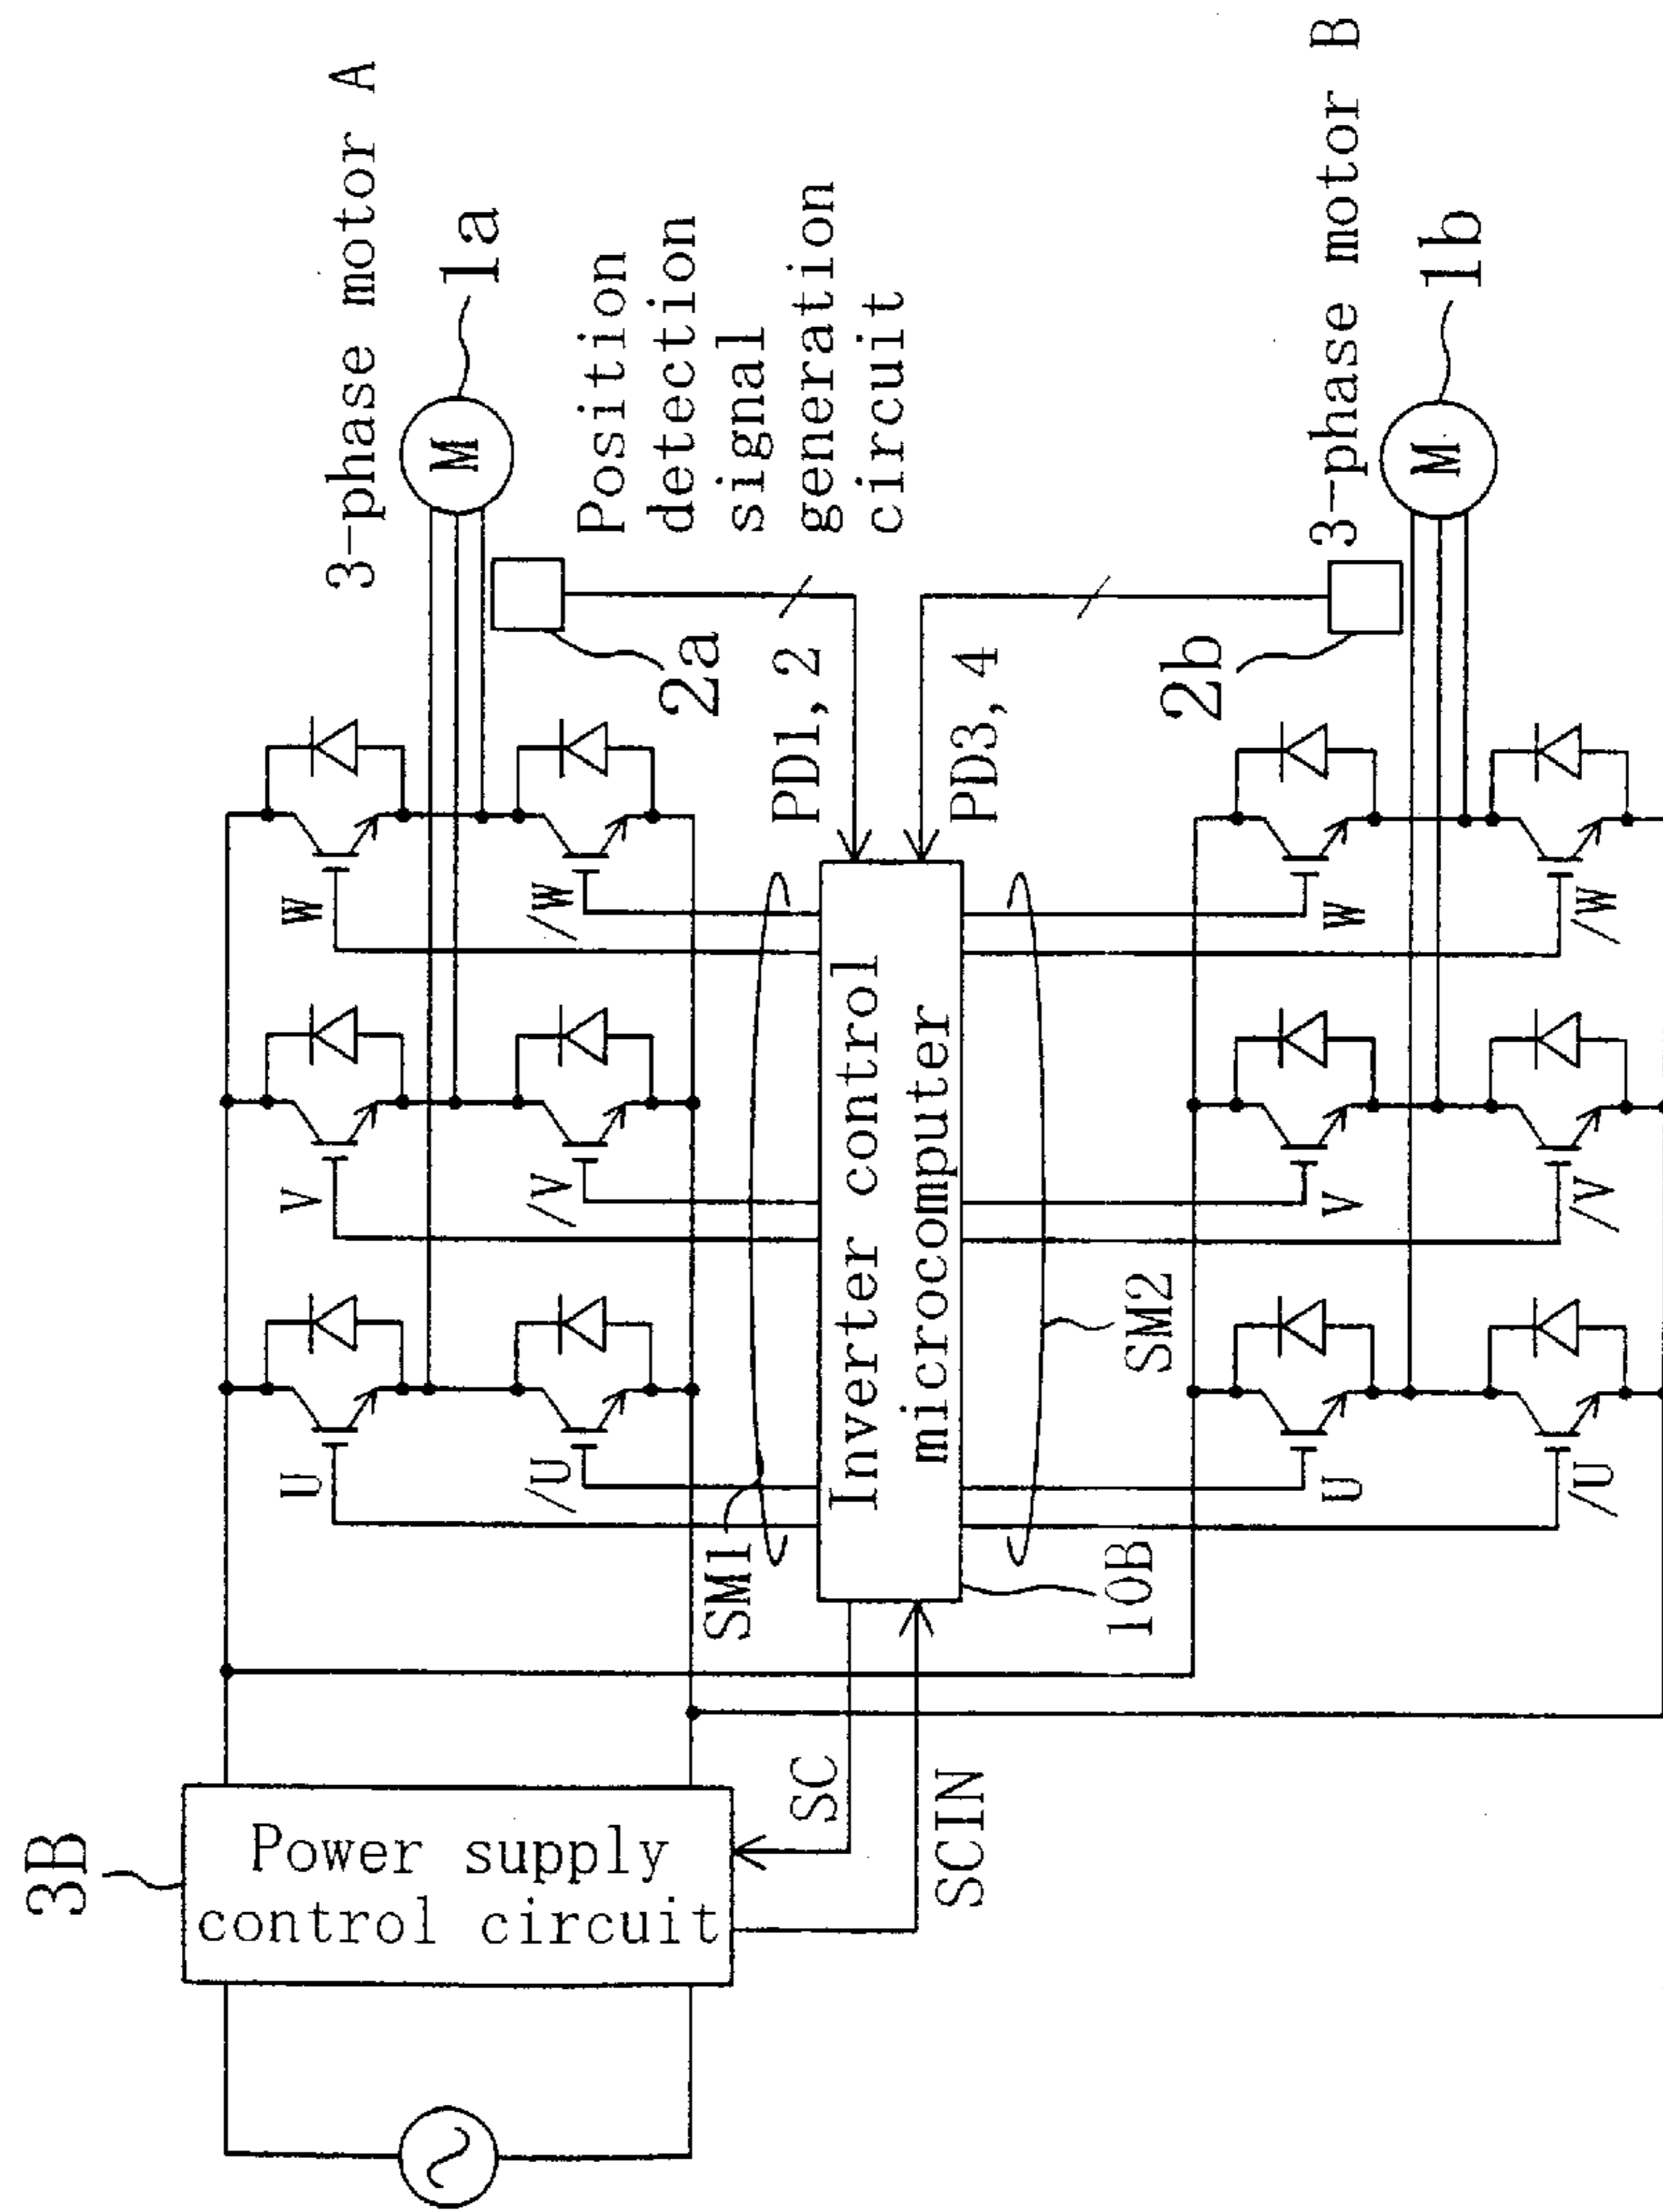 3B
Power supply
control circuit
SC
SCIN
3-phase motor A
M
1a
Position
detection
signal
generation
circuit
2a
PD1, 2
U
V
W
/U
/V
/W
SM1
Inverter control
microcomputer
10B
SM2
PD3, 4
2b
U
V
W
/U
/V
/W
3-phase motor B
M
1b